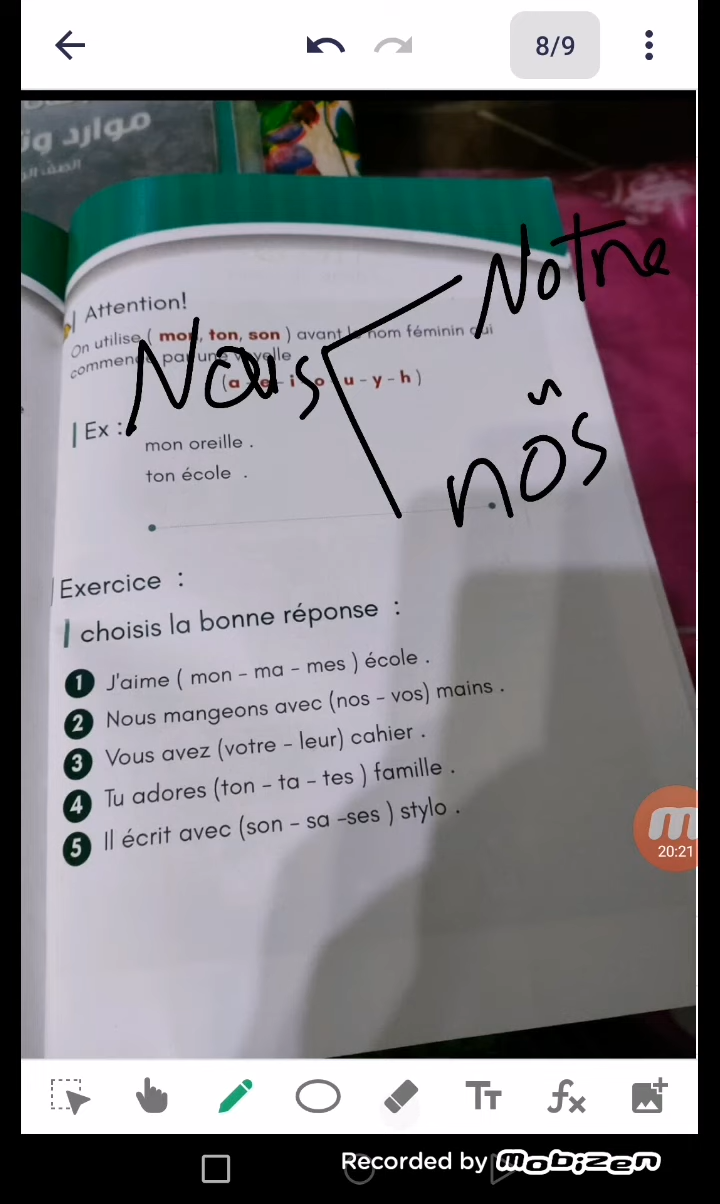 8/9
موارد
Attention!
On utilise ( mon, ton, son ) avant le nom féminin qui
commence par une voyelle
(a - e - i - o - u - y - h )
Nous
Notre
nos
Ex :
mon oreille .
ton école .
Exercice :
choisis la bonne réponse :
1 J'aime ( mon - ma - mes ) école .
2 Nous mangeons avec (nos - vos) mains .
3 Vous avez (votre - leur) cahier .
4 Tu adores (ton - ta - tes ) famille .
5 Il écrit avec (son - sa -ses ) stylo .
20:21
TT
fx
Recorded by Mobizen